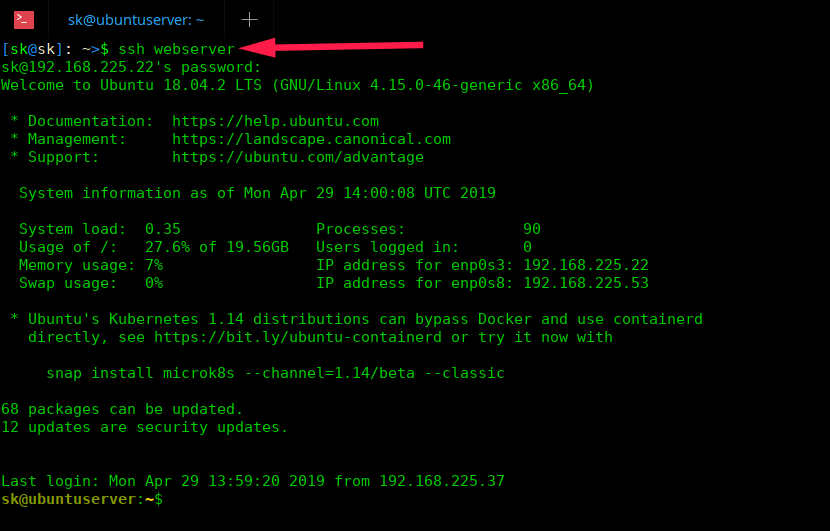 sk@ubuntuserver: ~
[sk@sk]: ~>$ ssh webserver
sk@192.168.225.22's password:
Welcome to Ubuntu 18.04.2 LTS (GNU/Linux 4.15.0-46-generic x86_64)
* Documentation:  https://help.ubuntu.com
* Management:     https://landscape.canonical.com
* Support:        https://ubuntu.com/advantage
System information as of Mon Apr 29 14:00:08 UTC 2019
System load:  0.35               Processes:             90
Usage of /:   27.6% of 19.56GB   Users logged in:       0
Memory usage: 7%                 IP address for enp0s3: 192.168.225.22
Swap usage:   0%                 IP address for enp0s8: 192.168.225.53
* Ubuntu's Kubernetes 1.14 distributions can bypass Docker and use containerd
directly, see https://bit.ly/ubuntu-containerd or try it now with
snap install microk8s --channel=1.14/beta --classic
68 packages can be updated.
12 updates are security updates.
Last login: Mon Apr 29 13:59:20 2019 from 192.168.225.37
sk@ubuntuserver:~$